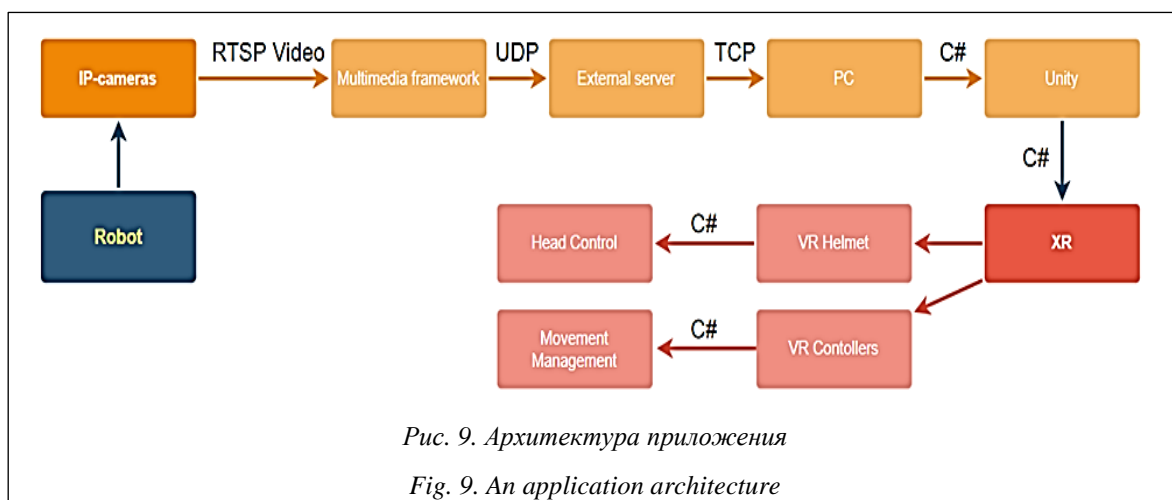 RTSP Video
UDP
TCP
C#
IP-cameras
Multimedia framework
External server
PC
Unity
C#
Robot
C#
Head Control
VR Helmet
XR
C#
Movement
Management
VR Contollers
Рис. 9. Архитектура приложения
Fig. 9. An application architecture